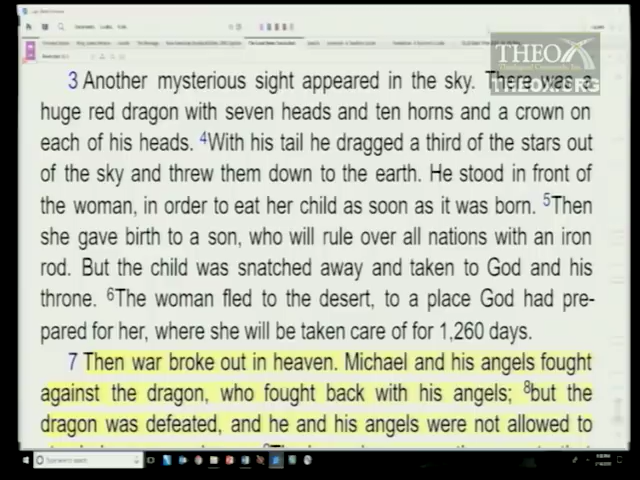 THEOX
THEOX.ORG
3 Another mysterious sight appeared in the sky. There was a
huge red dragon with seven heads and ten horns and a crown on
each of his heads. 4With his tail he dragged a third of the stars out
of the sky and threw them down to the earth. He stood in front of
the woman, in order to eat her child as soon as it was born. 5Then
she gave birth to a son, who will rule over all nations with an iron
rod. But the child was snatched away and taken to God and his
throne. 6The woman fled to the desert, to a place God had pre-
pared for her, where she will be taken care of for 1,260 days.
7 Then war broke out in heaven. Michael and his angels fought
against the dragon, who fought back with his angels; 8but the
dragon was defeated, and he and his angels were not allowed to